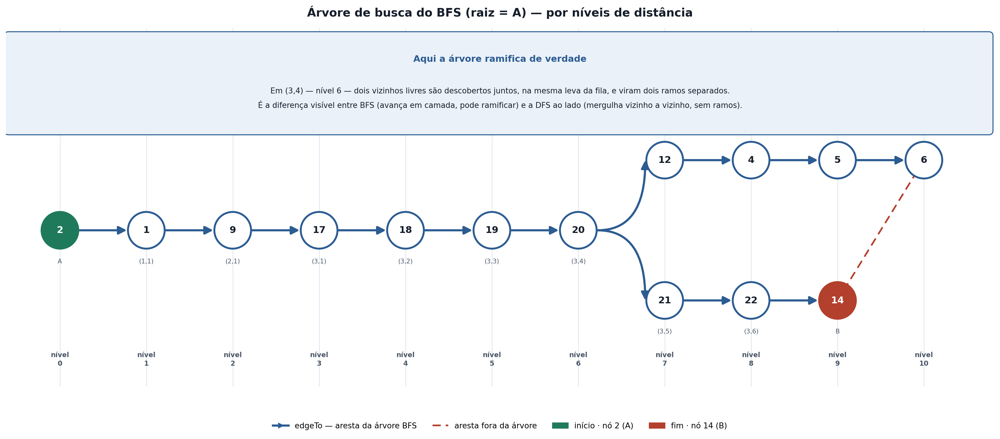 Árvore de busca do BFS (raiz = A) — por níveis de distância
Aqui a árvore ramifica de verdade
Em (3,4) — nível 6 — dois vizinhos livres são descobertos juntos, na mesma leva da fila, e viram dois ramos separados.
É a diferença visível entre BFS (avança em camada, pode ramificar) e a DFS ao lado (mergulha vizinho a vizinho, sem ramos).
12 4 5 6
2 1 9 17 18 19 20
A (1,1) (2,1) (3,1) (3,2) (3,3) (3,4)
21 22 14
(3,5) (3,6) B
nível nível nível nível nível nível nível nível nível nível nível
0 1 2 3 4 5 6 7 8 9 10
edgeTo — aresta da árvore BFS aresta fora da árvore início · nó 2 (A) fim · nó 14 (B)